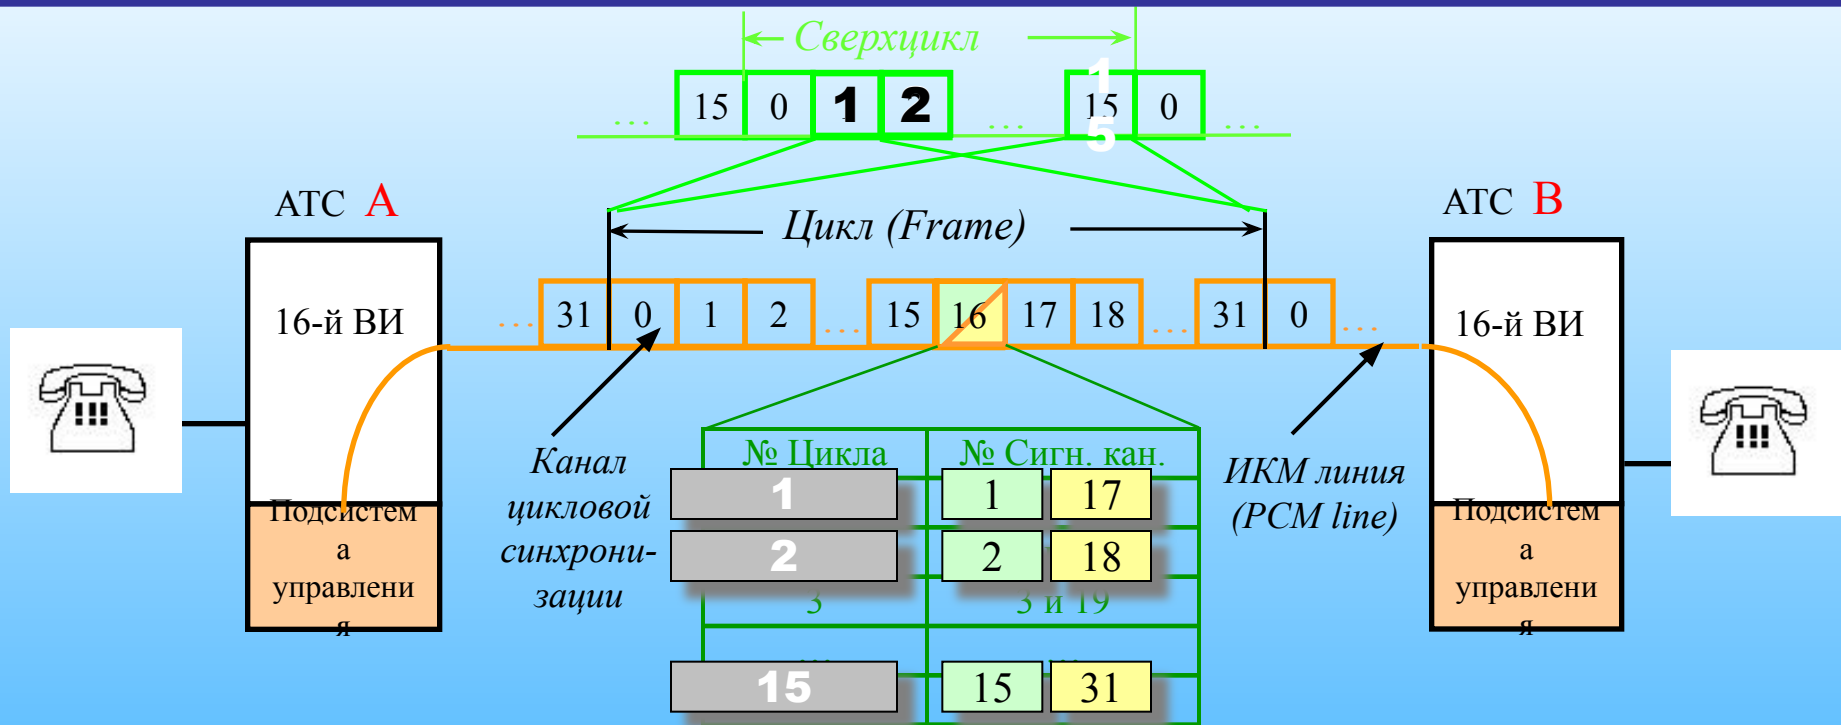 Сверхцикл
... 15 0 1 2 ... 15 15 0 ...
АТС А
АТС В
Цикл (Frame)
... 31 0 1 2 ... 15 16 17 18 ... 31 0 ...
16-й ВИ
16-й ВИ
Канал
цикловой
синхрони-
зации
ИКМ линия
(PCM line)
№ Цикла № Сигн. кан.
1 1 17
2 2 18
3 3 и 19
... ...
15 15 31
Подсистем
а
управлени
я
Подсистем
а
управлени
я